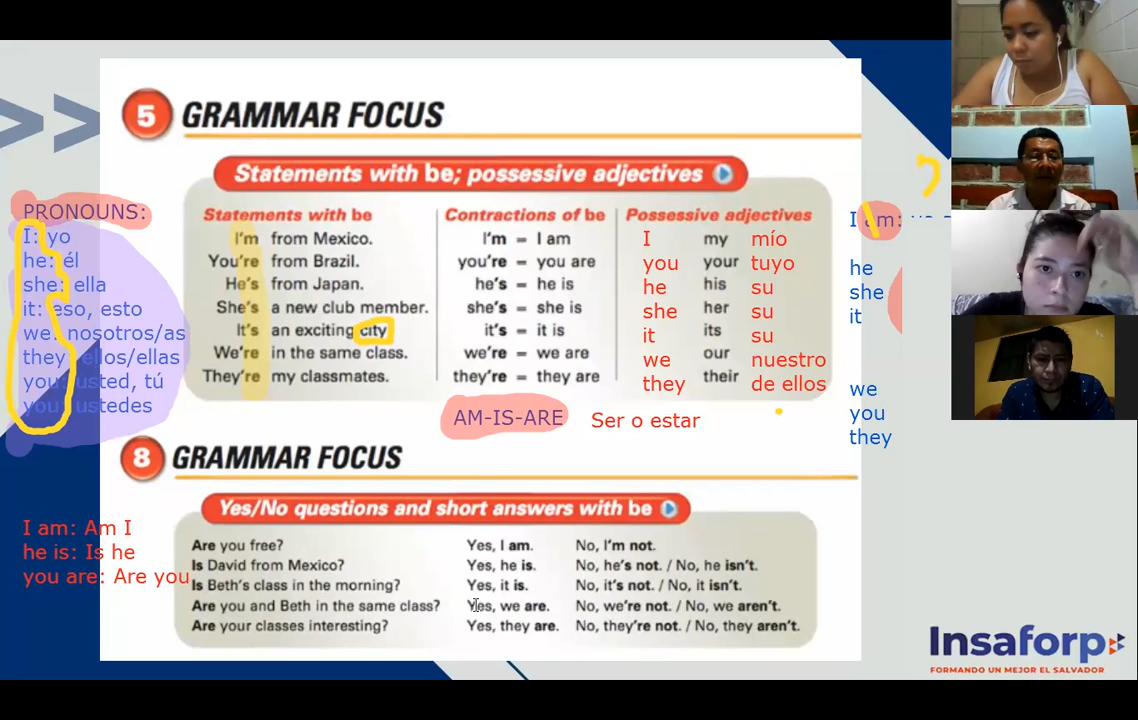 5 GRAMMAR FOCUS
Statements with be; possessive adjectives
Statements with be Contractions of be Possessive adjectives
I'm from Mexico. I'm = I am I my mío
You're from Brazil. you're = you are you your tuyo
He's from Japan. he's = he is he his su
She's a new club member. she's = she is she her su
It's an exciting city it's = it is it its su
We're in the same class. we're = we are we our nuestro
They're my classmates. they're = they are they their de ellos
AM-IS-ARE Ser o estar
PRONOUNS:
I: yo
he: él
she: ella
it: eso, esto
we: nosotros/as
they ellos/ellas
you: usted, tú
you: ustedes
I am:
he
she
it
we
you
they
8 GRAMMAR FOCUS
Yes/No questions and short answers with be
Are you free? Yes, I am. No, I'm not.
Is David from Mexico? Yes, he is. No, he's not. / No, he isn't.
Is Beth's class in the morning? Yes, it is. No, it's not. / No, it isn't.
Are you and Beth in the same class? Yes, we are. No, we're not. / No, we aren't.
Are your classes interesting? Yes, they are. No, they're not. / No, they aren't.
I am: Am I
he is: Is he
you are: Are you
Insaforp
FORMANDO UN MEJOR EL SALVADOR